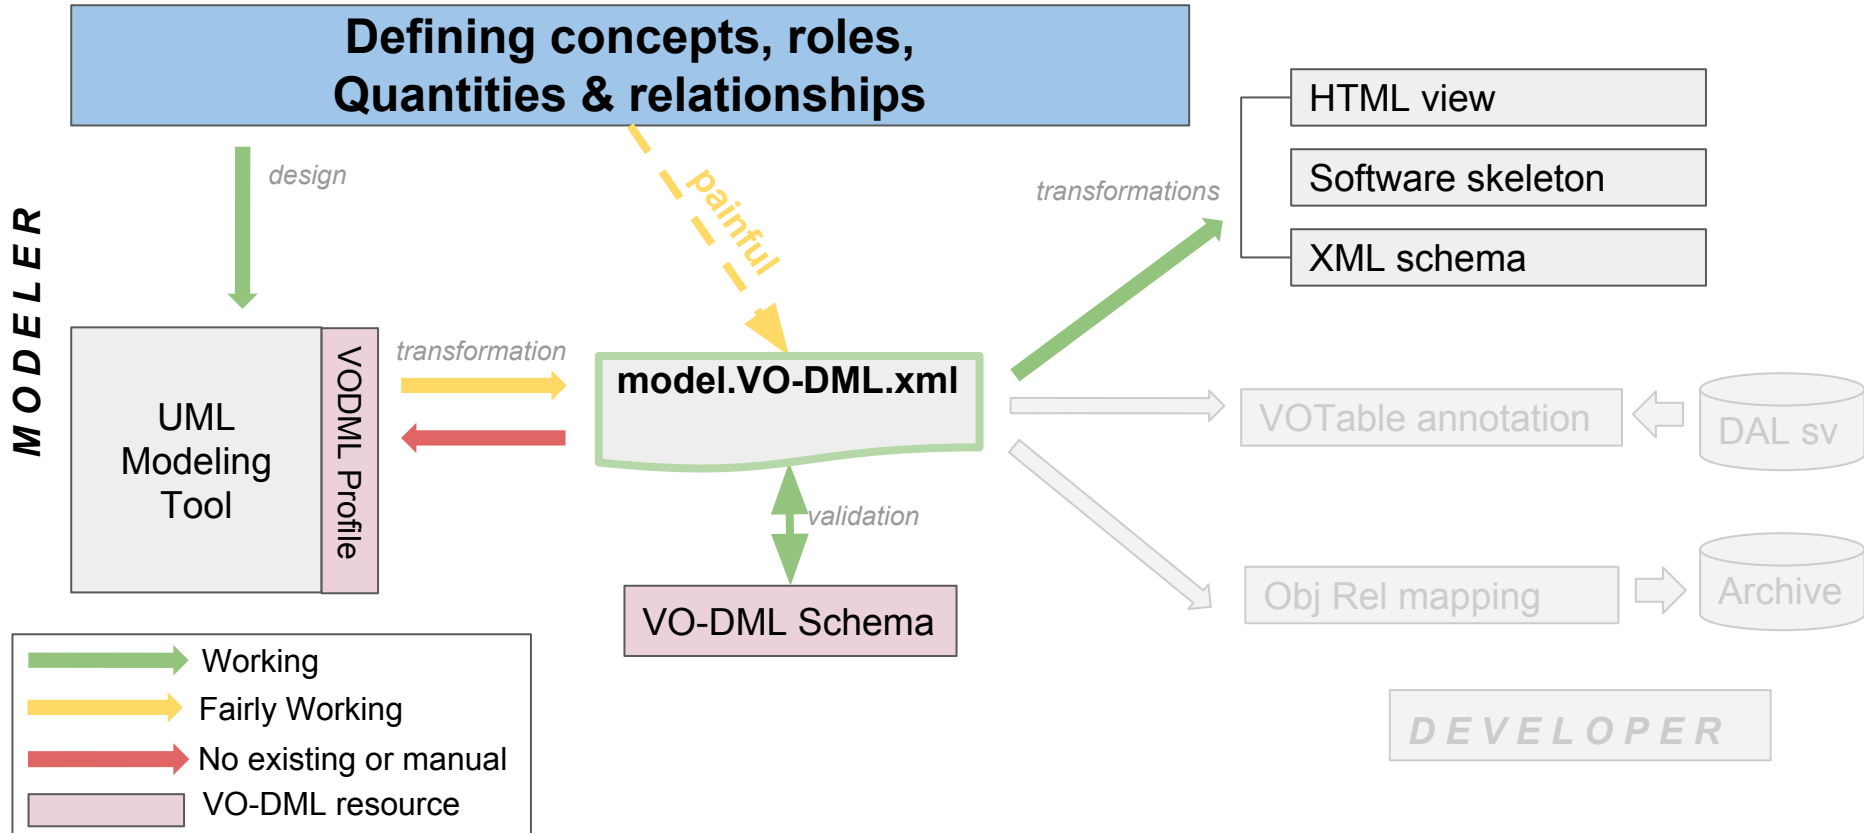 Defining concepts, roles,
Quantities & relationships
design
painful
transformations
HTML view
Software skeleton
XML schema
MODELER
UML
Modeling
Tool
VODML Profile
transformation
model.VO-DML.xml
VOTable annotation
DAL sv
validation
VO-DML Schema
Obj Rel mapping
Archive
DEVELOPER
Working
Fairly Working
No existing or manual
VO-DML resource